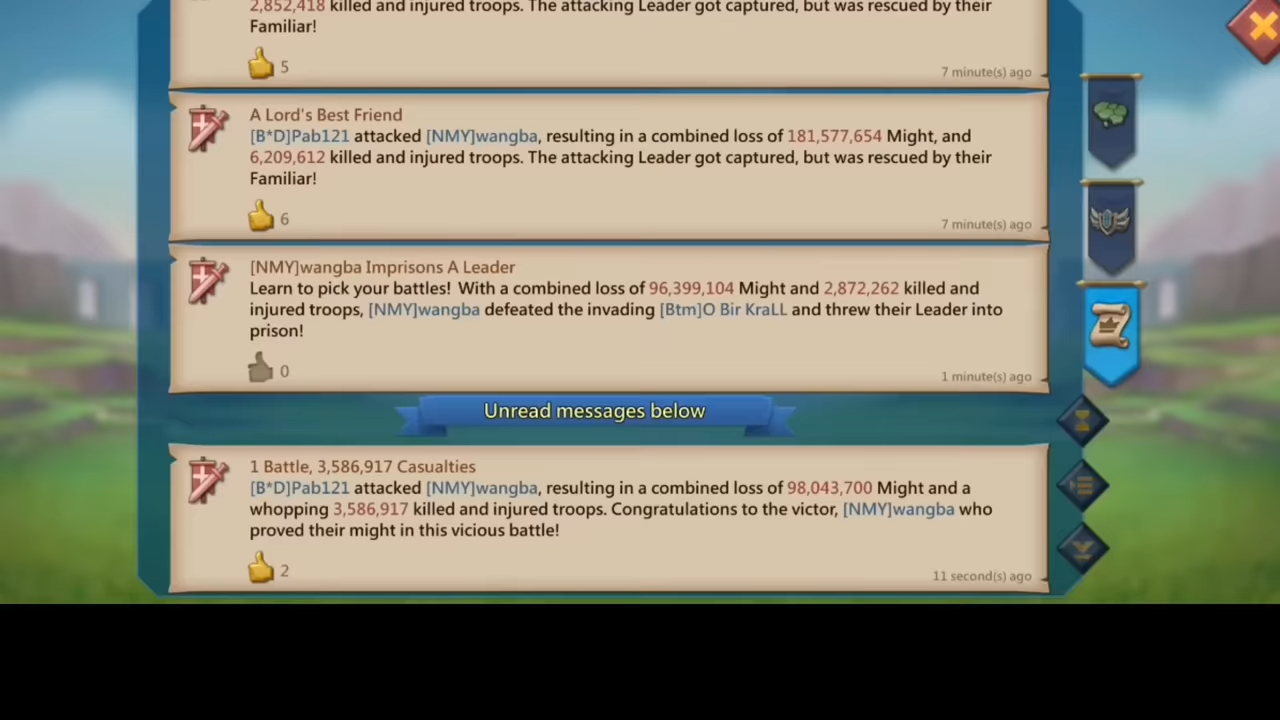 2,852,418 killed and injured troops. The attacking Leader got captured, but was rescued by their
Familiar!
5
7 minute(s) ago
A Lord's Best Friend
[B*D]Pab121 attacked [NMY]wangba, resulting in a combined loss of 181,577,654 Might, and
6,209,612 killed and injured troops. The attacking Leader got captured, but was rescued by their
Familiar!
6
7 minute(s) ago
[NMY]wangba Imprisons A Leader
Learn to pick your battles! With a combined loss of 96,399,104 Might and 2,872,262 killed and
injured troops, [NMY]wangba defeated the invading [Btm]O Bir KraLL and threw their Leader into
prison!
0
1 minute(s) ago
Unread messages below
1 Battle, 3,586,917 Casualties
[B*D]Pab121 attacked [NMY]wangba, resulting in a combined loss of 98,043,700 Might and a
whopping 3,586,917 killed and injured troops. Congratulations to the victor, [NMY]wangba who
proved their might in this vicious battle!
2
11 second(s) ago